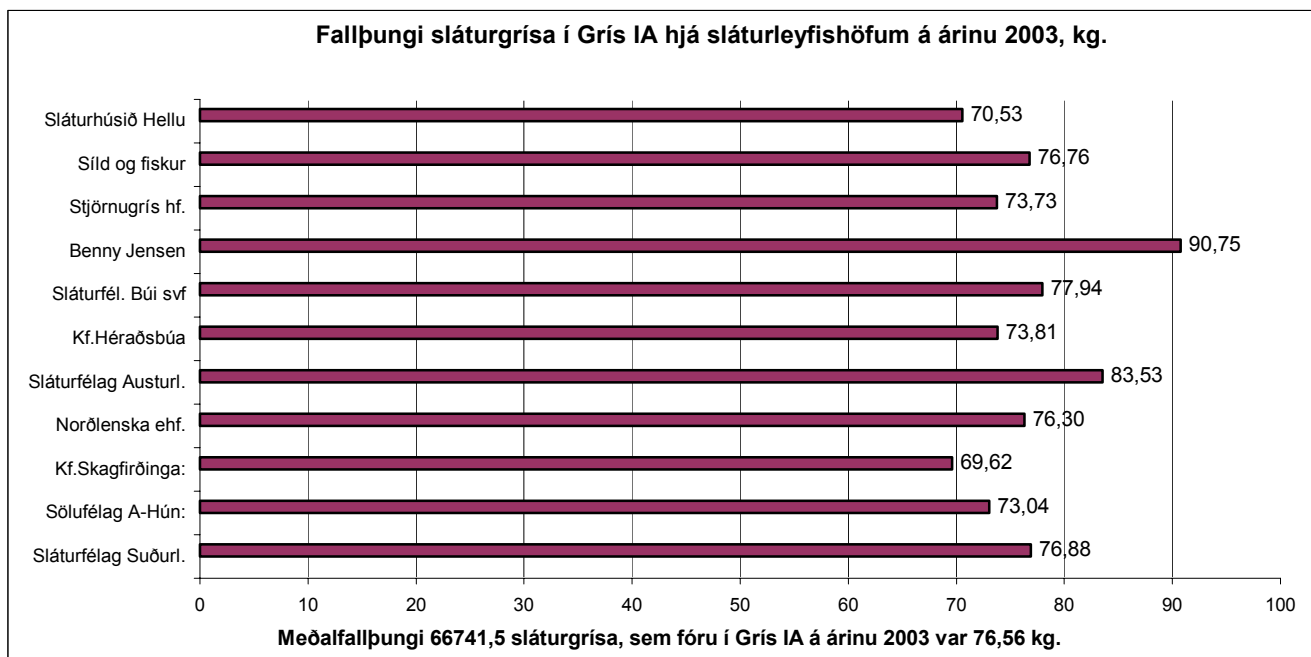 Fallþungi sláturgrísa í Grís IA hjá sláturleyfishöfum á árinu 2003, kg.
Sláturhúsið Hellu 70,53
Síld og fiskur 76,76
Stjörnugrís hf. 73,73
Benny Jensen 90,75
Sláturfél. Búi svf 77,94
Kf.Héraðsbúa 73,81
Sláturfélag Austurl. 83,53
Norðlenska ehf. 76,30
Kf.Skagfirðinga: 69,62
Sölufélag A-Hún: 73,04
Sláturfélag Suðurl. 76,88
0 10 20 30 40 50 60 70 80 90 100
Meðalfallþungi 66741,5 sláturgrísa, sem fóru í Grís IA á árinu 2003 var 76,56 kg.